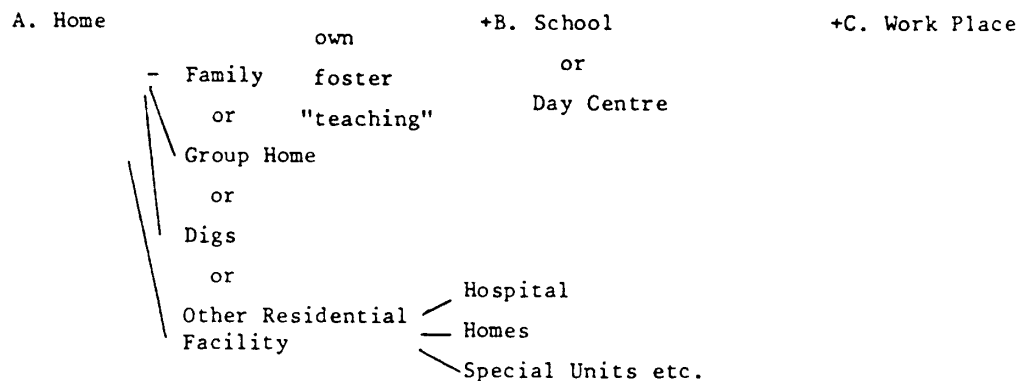 A. Home
+B. School
+C. Work Place
own
- Family
foster
or
or
"teaching"
Day Centre
Group Home
or
Digs
or
Other Residential
Facility
Hospital
Homes
Special Units etc.